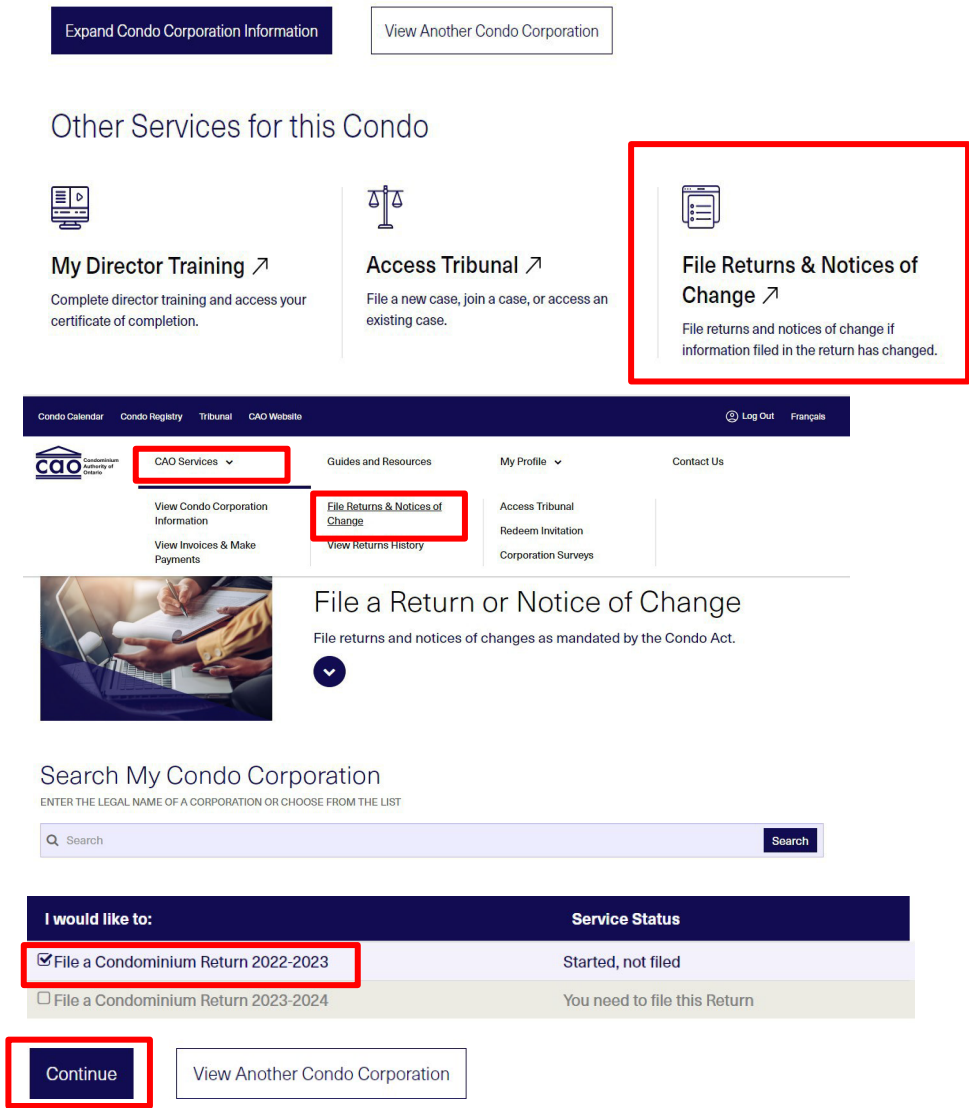 Expand Condo Corporation Information
View Another Condo Corporation
Other Services for this Condo
My Director Training ↗
Complete director training and access your
certificate of completion.
Access Tribunal ↗
File a new case, join a case, or access an
existing case.
File Returns & Notices of
Change ↗
File returns and notices of change if
information filed in the return has changed.
Condo Calendar Condo Registry Tribunal CAO Website Log Out Français
cao Condominium
Authority of
Ontario
CAO Services Guides and Resources My Profile Contact Us
View Condo Corporation
Information
View Invoices & Make
Payments
File Returns & Notices of
Change
View Returns History
Access Tribunal
Redeem Invitation
Corporation Surveys
File a Return or Notice of Change
File returns and notices of changes as mandated by the Condo Act.
Search My Condo Corporation
ENTER THE LEGAL NAME OF A CORPORATION OR CHOOSE FROM THE LIST
Search Search
I would like to: Service Status
File a Condominium Return 2022-2023 Started, not filed
File a Condominium Return 2023-2024 You need to file this Return
Continue View Another Condo Corporation